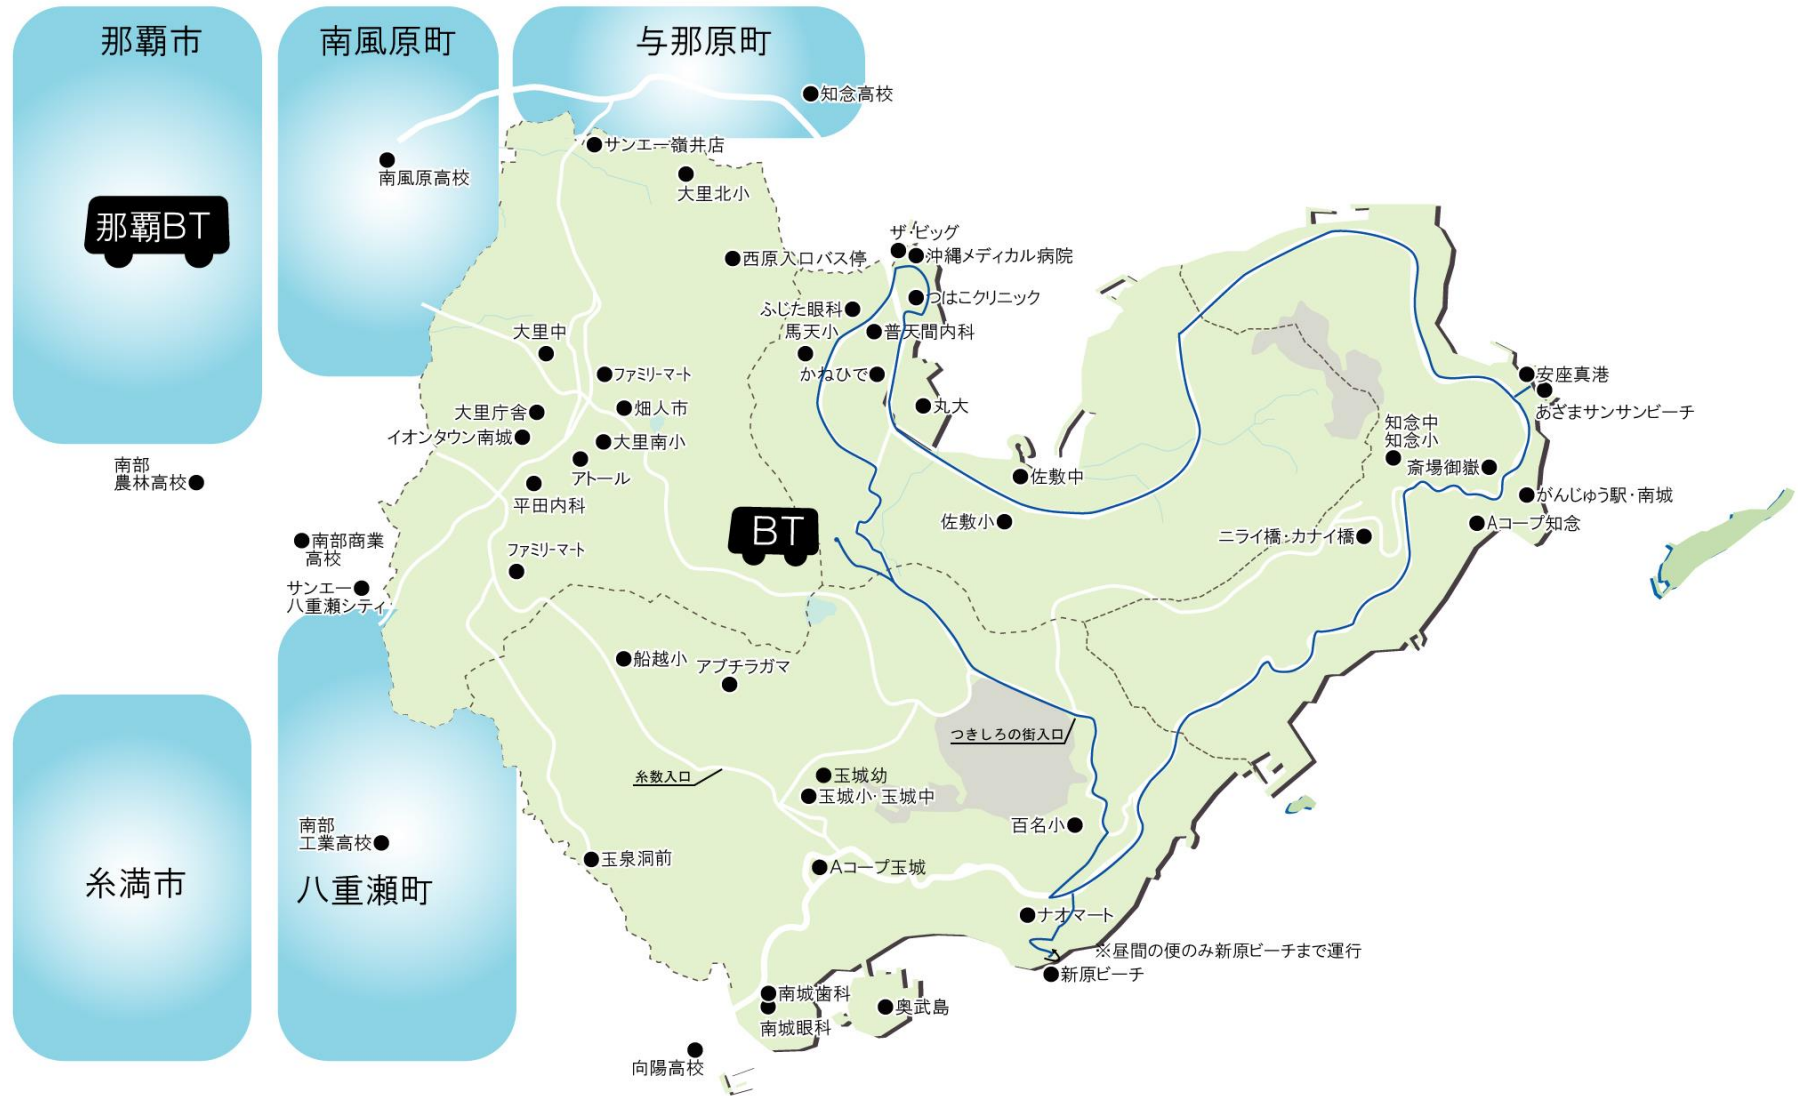 那覇市
南風原町
与那原町
知念高校
サンエー嶺井店
南風原高校
大里北小
那覇BT
ザ・ビッグ
西原入口バス停
沖縄メディカル病院
つはこクリニック
ふじた眼科
馬天小
普天間内科
大里中
ファミリーマート
かねひで
安座真港
大里庁舎
畑人市
丸大
あざまサンサンビーチ
イオンタウン南城
大里南小
知念中
知念小
斎場御嶽
南部
農林高校
アトール
平田内科
佐敷中
がんじゅう駅・南城
BT
佐敷小
Aコープ知念
ニライ橋・カナイ橋
南部商業
高校
ファミリーマート
サンエー
八重瀬シティ
船越小
アブチラガマ
つきしろの街入口
糸数入口
玉城幼
玉城小・玉城中
南部
工業高校
百名小
玉泉洞前
Aコープ玉城
糸満市
八重瀬町
ナオマート
※昼間の便のみ新原ビーチまで運行
新原ビーチ
南城歯科
奥武島
南城眼科
向陽高校